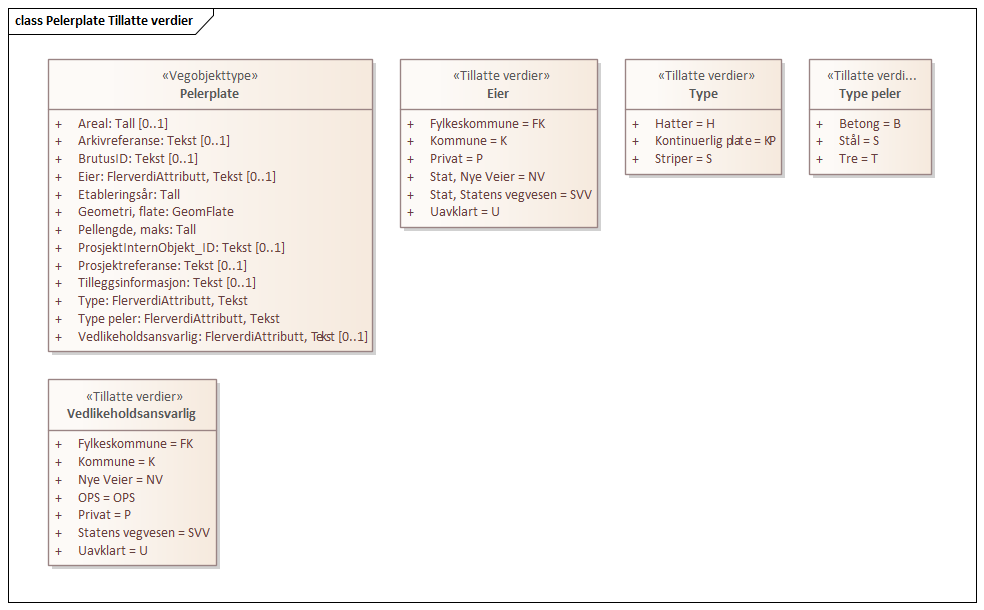 class Pelerplate Tillatte verdier
«Vegobjekttype»
Pelerplate
+ Areal: Tall [0..1]
+ Arkivreferanse: Tekst [0..1]
+ BrutusID: Tekst [0..1]
+ Eier: FlerverdiAttributt, Tekst [0..1]
+ Etableringsår: Tall
+ Geometri, flate: GeomFlate
+ Pellengde, maks: Tall
+ ProsjektInternObjekt_ID: Tekst [0..1]
+ Prosjektreferanse: Tekst [0..1]
+ Tilleggsinformasjon: Tekst [0..1]
+ Type: FlerverdiAttributt, Tekst
+ Type peler: FlerverdiAttributt, Tekst
+ Vedlikeholdsansvarlig: FlerverdiAttributt, Tekst [0..1]
«Tillatte verdier»
Eier
+ Fylkeskommune = FK
+ Kommune = K
+ Privat = P
+ Stat, Nye Veier = NV
+ Stat, Statens vegvesen = SVV
+ Uavklart = U
«Tillatte verdier»
Type
+ Hatter = H
+ Kontinuerlig plate = KP
+ Striper = S
«Tillatte verdi...
Type peler
+ Betong = B
+ Stål = S
+ Tre = T
«Tillatte verdier»
Vedlikeholdsansvarlig
+ Fylkeskommune = FK
+ Kommune = K
+ Nye Veier = NV
+ OPS = OPS
+ Privat = P
+ Statens vegvesen = SVV
+ Uavklart = U